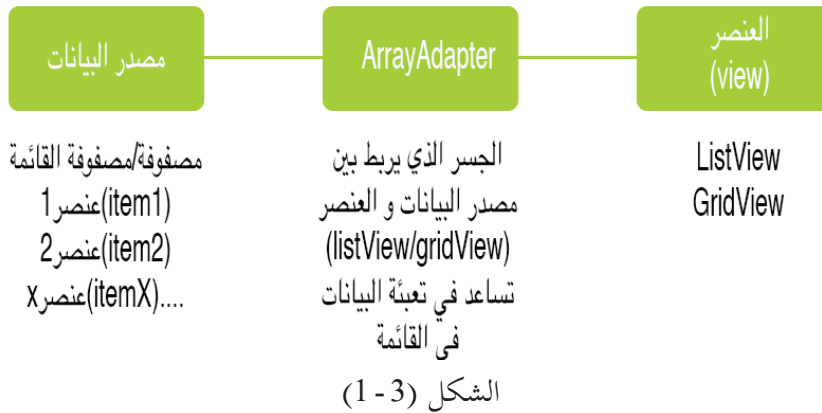 العنصر
(view)
ArrayAdapter
مصدر البيانات
ListView
GridView
الجسر الذي يربط بين
مصدر البيانات و العنصر
(listView/gridView)
تساعد في تعبئة البيانات
في القائمة
مصفوفة/مصفوفة القائمة
عنصر1(item1)
عنصر2(item2)
عنصرx(itemX)....
الشكل (3 - 1)